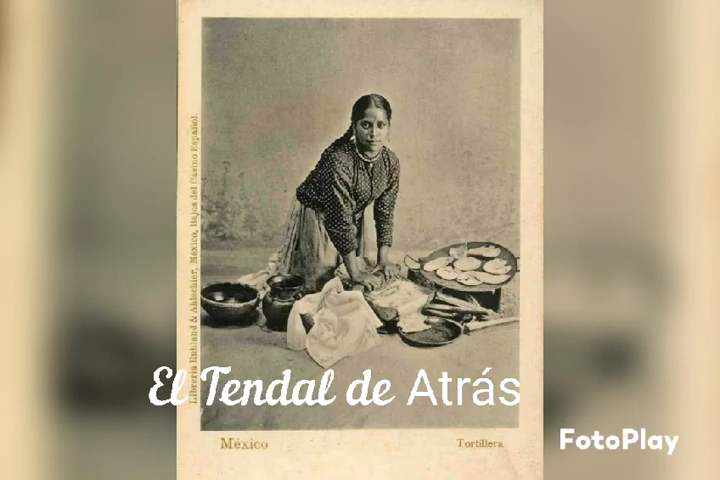 Librería Ruhland & Ahlschier, México, Bajos del Casino Español.
El Tendal de Atrás
México
Tortillera
FotoPlay